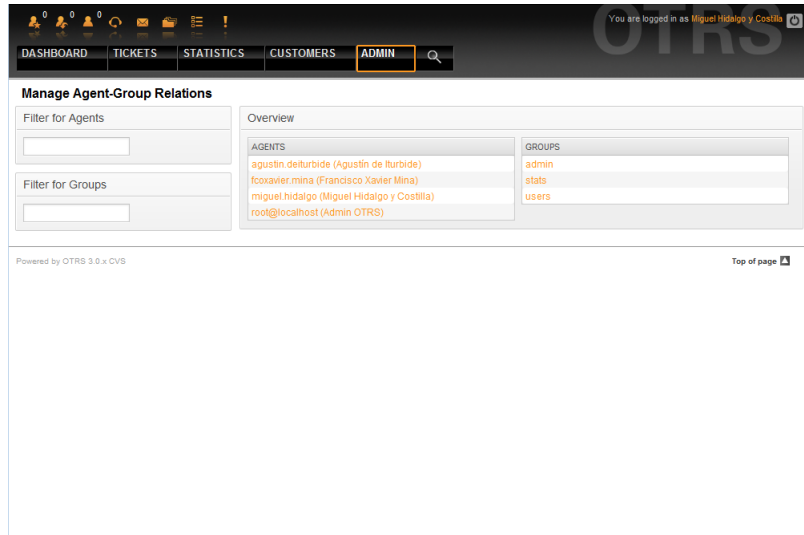 OTRS
You are logged in as Miguel Hidalgo y Costilla
0 0 0
DASHBOARD TICKETS STATISTICS CUSTOMERS ADMIN
Manage Agent-Group Relations
Filter for Agents
Filter for Groups
Overview
AGENTS
agustin.deiturbide (Agustín de Iturbide)
fcoxavier.mina (Francisco Xavier Mina)
miguel.hidalgo (Miguel Hidalgo y Costilla)
root@localhost (Admin OTRS)
GROUPS
admin
stats
users
Powered by OTRS 3.0.x CVS
Top of page